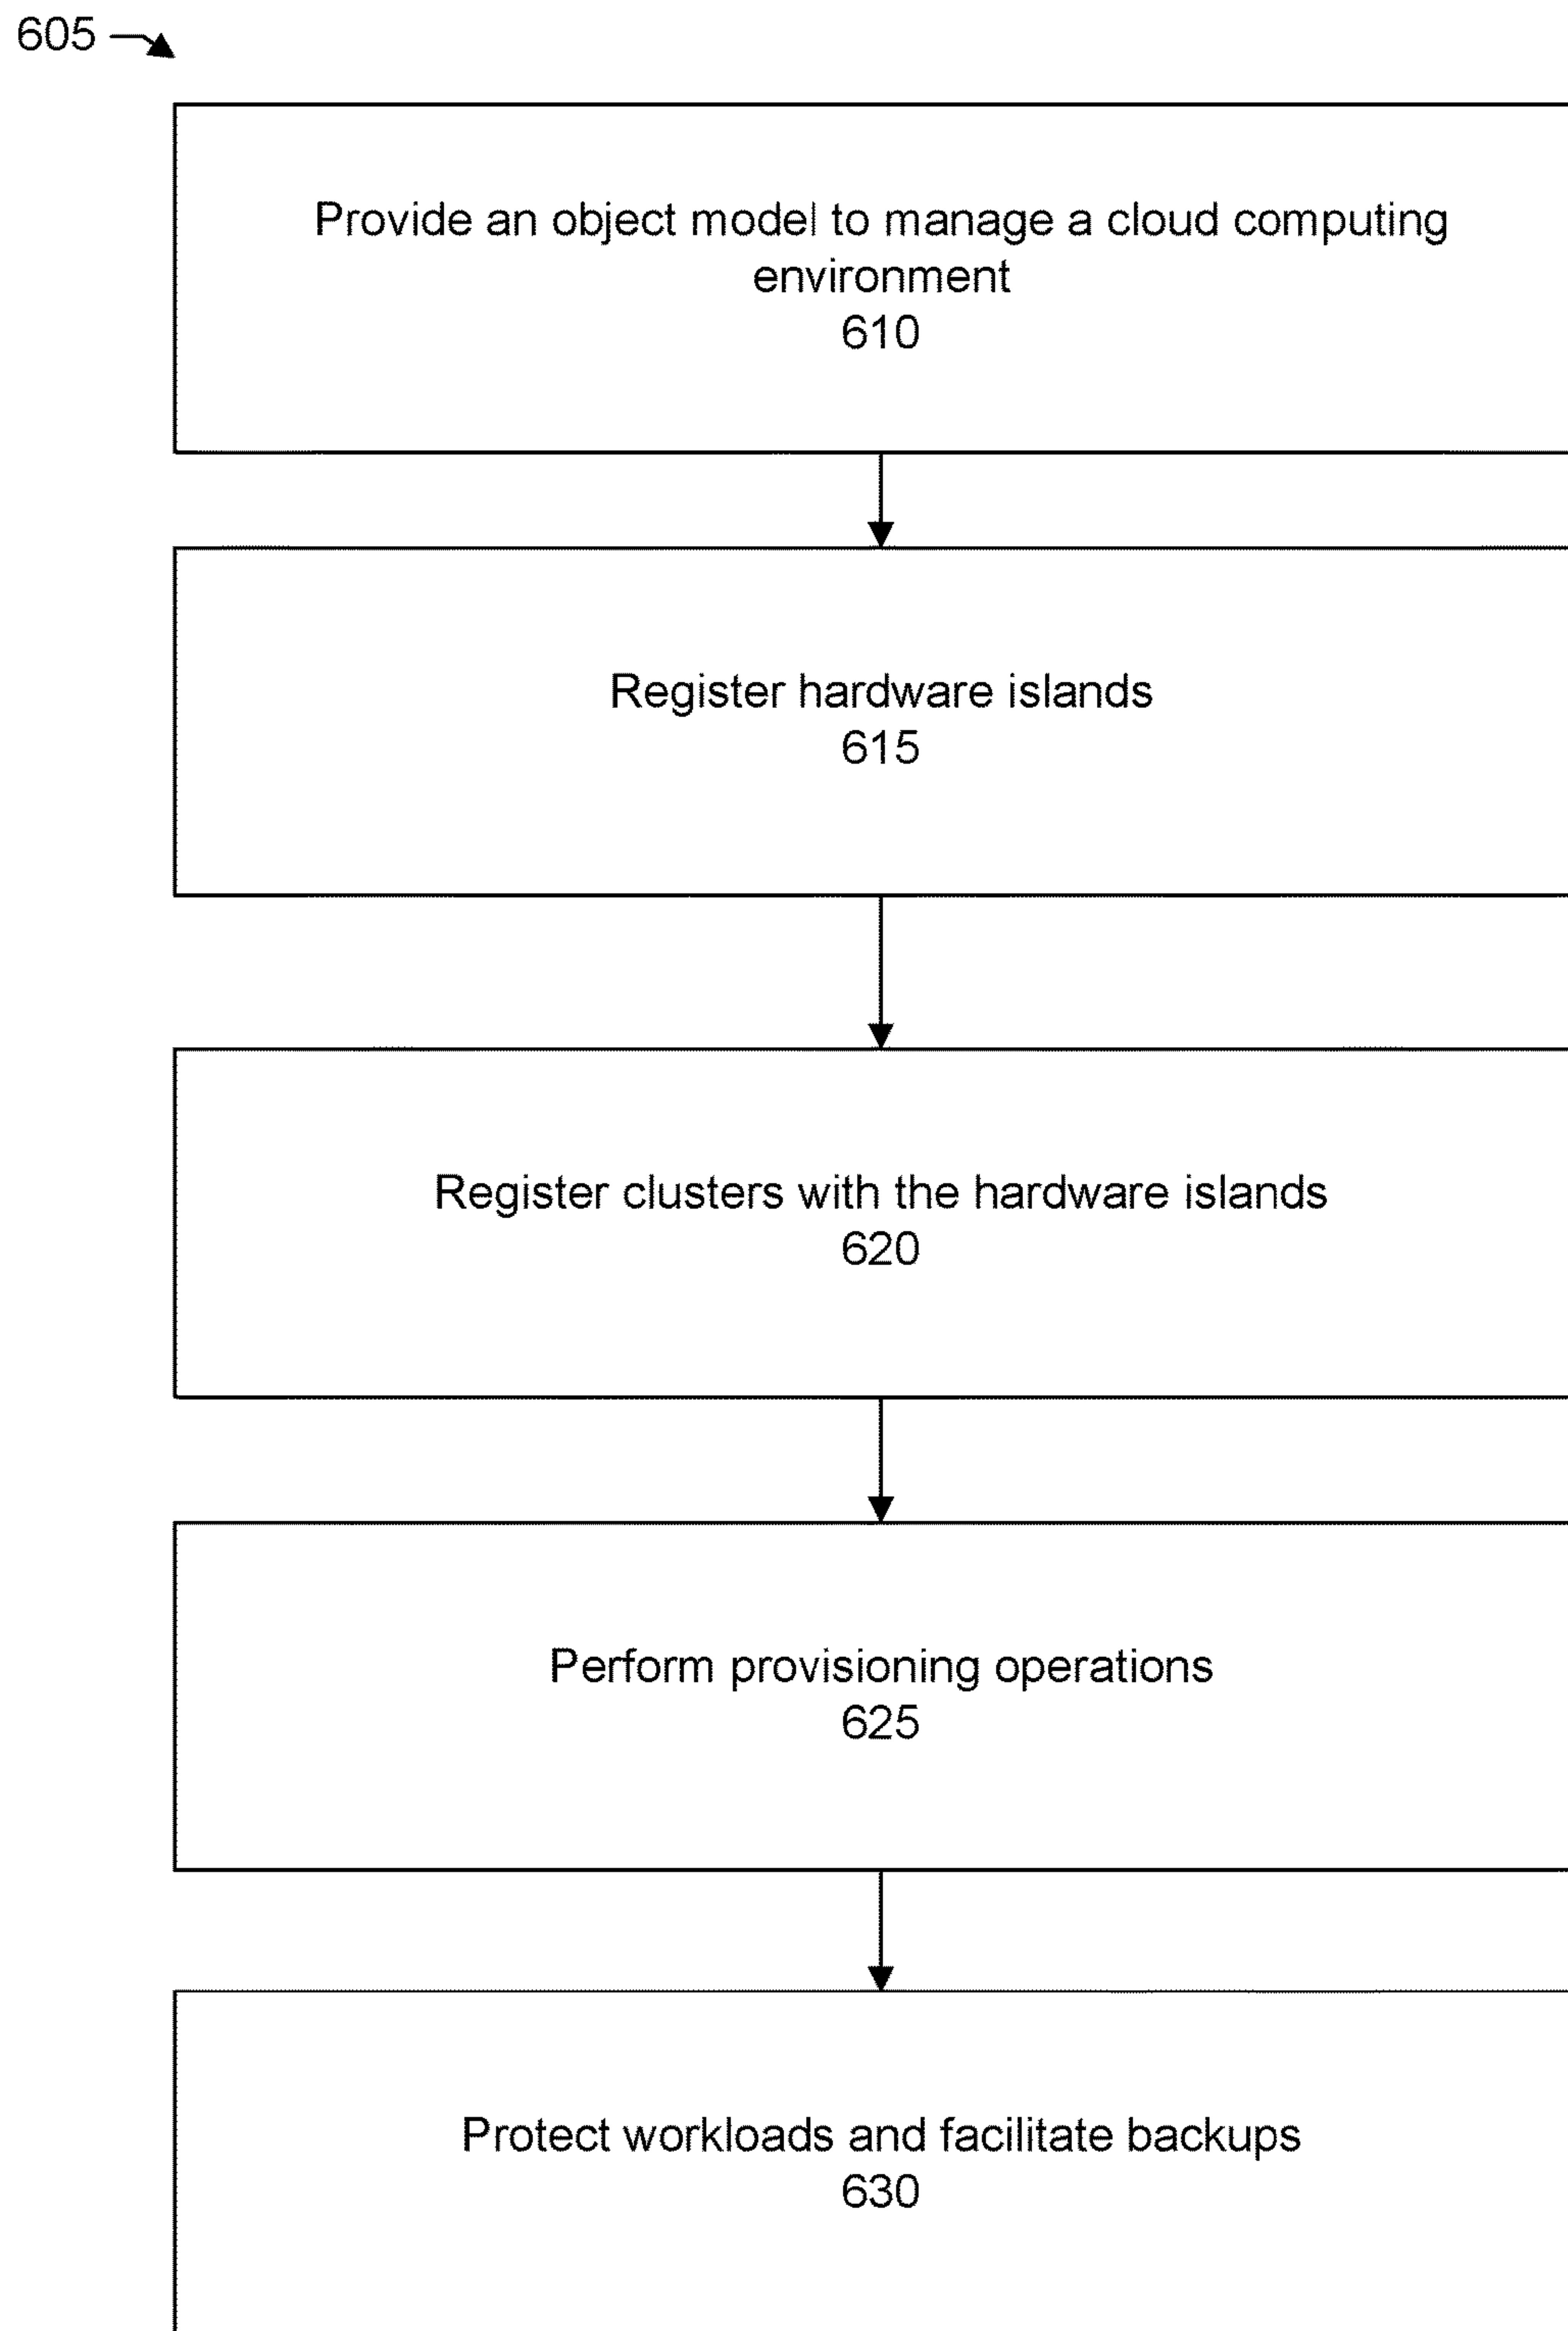 605
Provide an object model to manage a cloud computing
environment
610
Register hardware islands
615
Register clusters with the hardware islands
620
Perform provisioning operations
625
Protect workloads and facilitate backups
630